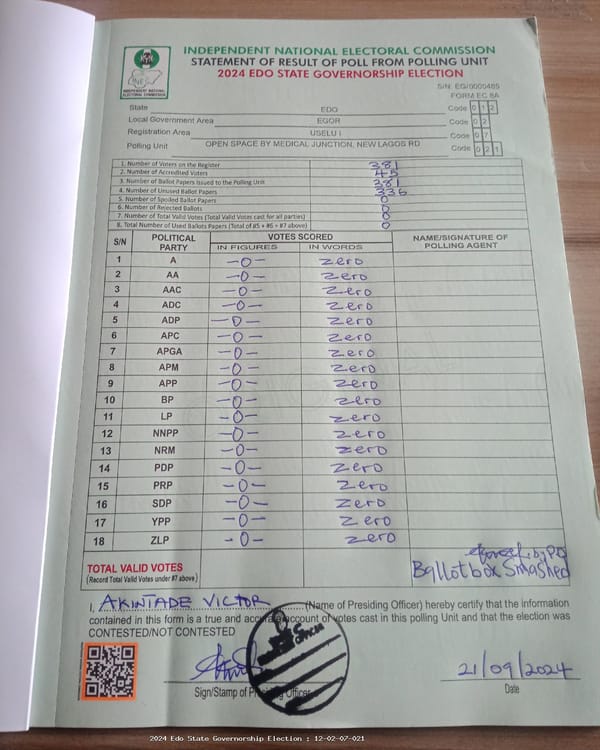 INDEPENDENT NATIONAL ELECTORAL COMMISSION
STATEMENT OF RESULT OF POLL FROM POLLING UNIT
2024 EDO STATE GOVERNORSHIP ELECTION
INDEPENDENT NATIONAL ELECTORAL COMMISSION
S/N: EG/0000485
FORM EC 8A
State EDO Code 0 1 2
Local Government Area EGOR Code 0 2
Registration Area USELU I Code 0 7
Polling Unit OPEN SPACE BY MEDICAL JUNCTION, NEW LAGOS RD Code 0 2 1
1. Number of Voters on the Register 381
2. Number of Accredited Voters 45
3. Number of Ballot Papers Issued to the Polling Unit 381
4. Number of Unused Ballot Papers 336
5. Number of Spoiled Ballot Papers 0
6. Number of Rejected Ballots 0
7. Number of Total Valid Votes (Total Valid Votes cast for all parties) 0
8. Total Number of Used Ballots Papers (Total of #5 + #6 + #7 above) 0
S/N POLITICAL PARTY VOTES SCORED NAME/SIGNATURE OF POLLING AGENT
IN FIGURES IN WORDS
1 A -0- zero
2 AA -0- zero
3 AAC -0- zero
4 ADC -0- zero
5 ADP -0- zero
6 APC -0- zero
7 APGA -0- zero
8 APM -0- zero
9 APP -0- zero
10 BP -0- zero
11 LP -0- zero
12 NNPP -0- zero
13 NRM -0- zero
14 PDP -0- zero
15 PRP -0- zero
16 SDP -0- zero
17 YPP -0- zero
18 ZLP -0- zero
TOTAL VALID VOTES
(Record Total Valid Votes under #7 above)
Ballot box Smashed
I, AKINTADE VICTOR (Name of Presiding Officer) hereby certify that the information
contained in this form is a true and accurate account of votes cast in this polling Unit and that the election was
CONTESTED/NOT CONTESTED
21/09/2024
Sign/Stamp of Presiding Officer Date
2024 Edo State Governorship Election : 12-02-07-021